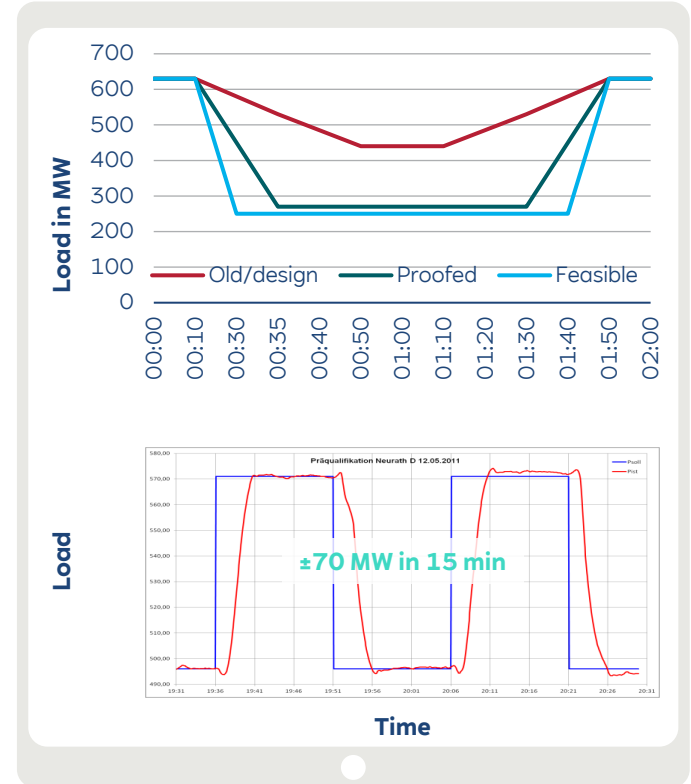 700
600
500
400
300
200
100
0
Load in MW
Old/design Proofed Feasible
00:00 00:10 00:30 00:35 00:40 00:50 01:00 01:10 01:20 01:30 01:40 01:50 02:00
Präqualifikation Neurath D 12.05.2011
Psoll
Pist
580,00
570,00
560,00
550,00
540,00
530,00
520,00
510,00
500,00
490,00
±70 MW in 15 min
Load
19:31 19:36 19:41 19:46 19:51 19:56 20:01 20:06 20:11 20:16 20:21 20:26 20:31
Time